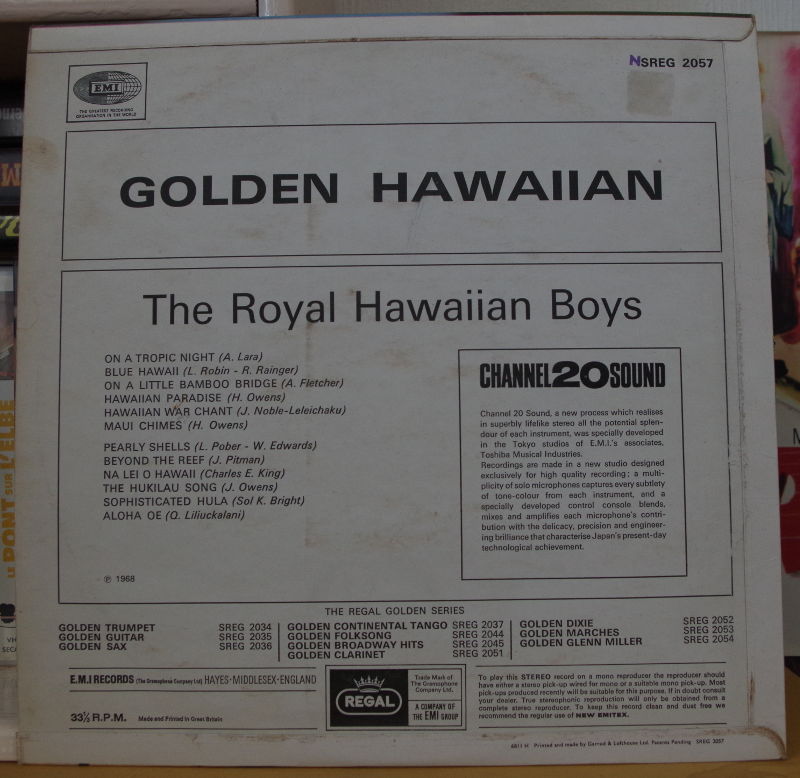 NSREG 2057
EMI
THE GREATEST RECORDING
ORGANISATION IN THE WORLD
GOLDEN HAWAIIAN
The Royal Hawaiian Boys
ON A TROPIC NIGHT (A. Lara)
BLUE HAWAII (L. Robin - R. Rainger)
ON A LITTLE BAMBOO BRIDGE (A. Fletcher)
HAWAIIAN PARADISE (H. Owens)
HAWAIIAN WAR CHANT (J. Noble-Leleichaku)
MAUI CHIMES (H. Owens)
PEARLY SHELLS (L. Pober - W. Edwards)
BEYOND THE REEF (J. Pitman)
NA LEI O HAWAII (Charles E. King)
THE HUKILAU SONG (J. Owens)
SOPHISTICATED HULA (Sol K. Bright)
ALOHA OE (Q. Liliuckalani)
℗ 1968
CHANNEL 20 SOUND
Channel 20 Sound, a new process which realises
in superbly lifelike stereo all the potential splen-
dour of each instrument, was specially developed
in the Tokyo studios of E.M.I.'s associates,
Toshiba Musical Industries.
Recordings are made in a new studio designed
exclusively for high quality recording; a multi-
plicity of solo microphones captures every subtlety
of tone-colour from each instrument, and a
specially developed control console blends,
mixes and amplifies each microphone's contri-
bution with the delicacy, precision and engineer-
ing brilliance that characterise Japan's present-day
technological achievement.
THE REGAL GOLDEN SERIES
GOLDEN TRUMPET SREG 2034
GOLDEN GUITAR SREG 2035
GOLDEN SAX SREG 2036
GOLDEN CONTINENTAL TANGO SREG 2037
GOLDEN FOLKSONG SREG 2044
GOLDEN BROADWAY HITS SREG 2045
GOLDEN CLARINET SREG 2051
GOLDEN DIXIE SREG 2052
GOLDEN MARCHES SREG 2053
GOLDEN GLENN MILLER SREG 2054
E.M.I RECORDS (The Gramophone Company Ltd) HAYES·MIDDLESEX·ENGLAND
33⅓ R.P.M. Made and Printed in Great Britain
REGAL
Trade Mark of
The Gramophone
Company Ltd.
A COMPANY OF
THE EMI GROUP
To play this STEREO record on a mono reproducer the reproducer should
have either a stereo pick-up wired for mono or a suitable mono pick-up. Most
pick-ups produced recently will be suitable for this purpose. If in doubt consult
your dealer. True stereophonic reproduction will only be obtained from a
complete stereo reproducer. To keep this record clean and dust free we
recommend the regular use of NEW EMITEX.
6811 H Printed and made by Garrod & Lofthouse Ltd. Patents Pending SREG 2057
LE PONT SUR L'ELBE